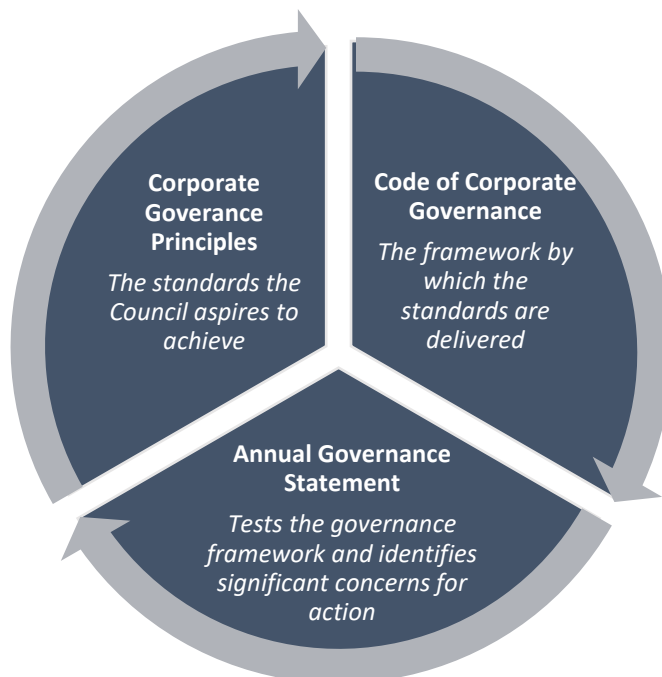 Corporate
Goverance
Principles
The standards the
Council aspires to
achieve
Code of Corporate
Governance
The framework by
which the
standards are
delivered
Annual Governance
Statement
Tests the governance
framework and identifies
significant concerns for
action